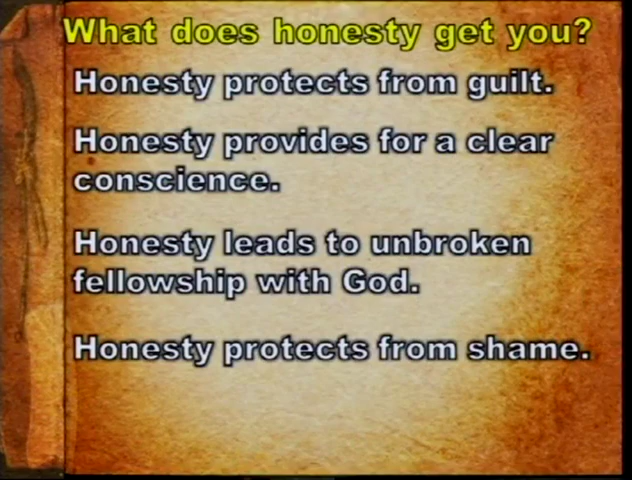 What does honesty get you?
Honesty protects from guilt.
Honesty provides for a clear
conscience.
Honesty leads to unbroken
fellowship with God.
Honesty protects from shame.